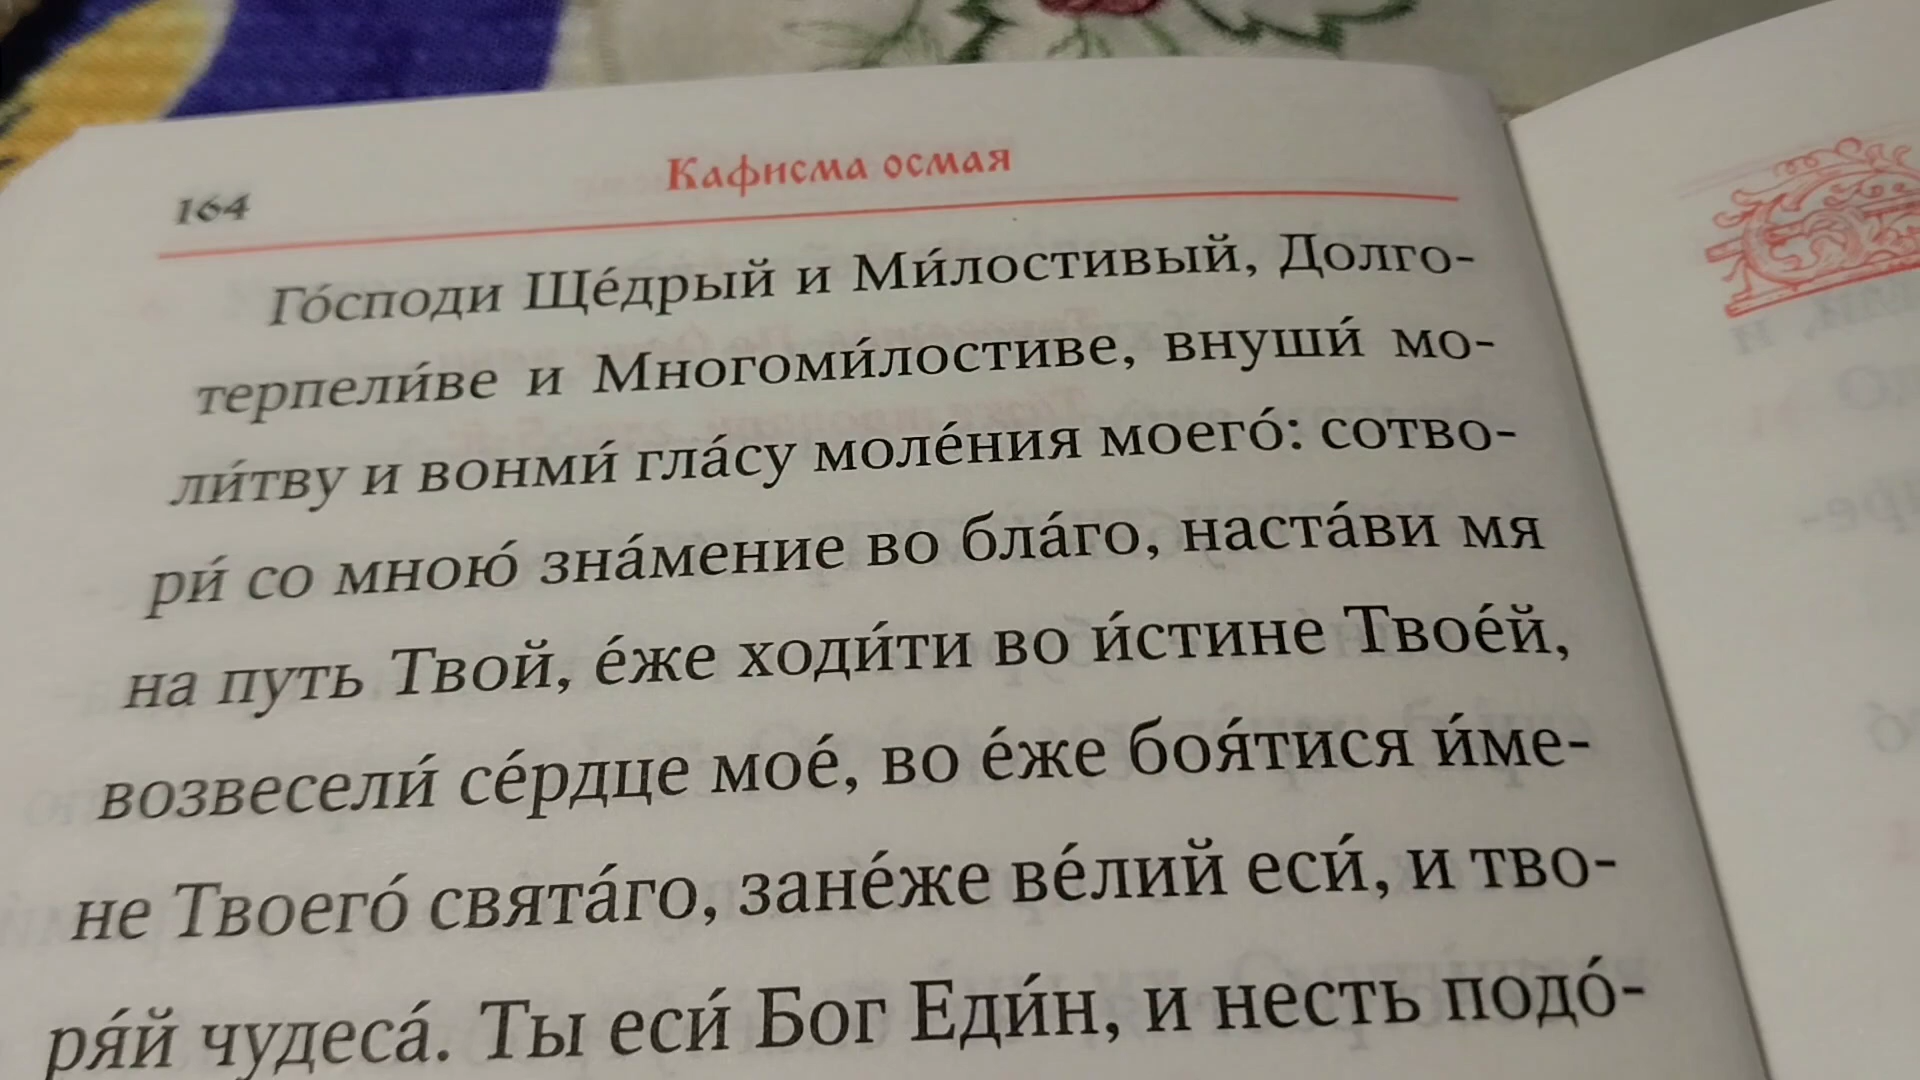 164
Кафисма осмая
Го́споди Ще́дрый и Ми́лостивый, Долго-
терпели́ве и Многоми́лостиве, внуши́ мо-
ли́тву и вонми́ гла́су моле́ния моего́: сотво-
ри́ со мною́ зна́мение во бла́го, наста́ви мя
на путь Твой, е́же ходи́ти во и́стине Твое́й,
возвесели́ се́рдце мое́, во е́же боя́тися и́ме-
не Твоего́ свята́го, зане́же ве́лий еси́, и тво-
ря́й чудеса́. Ты еси́ Бог Еди́н, и несть подо́-